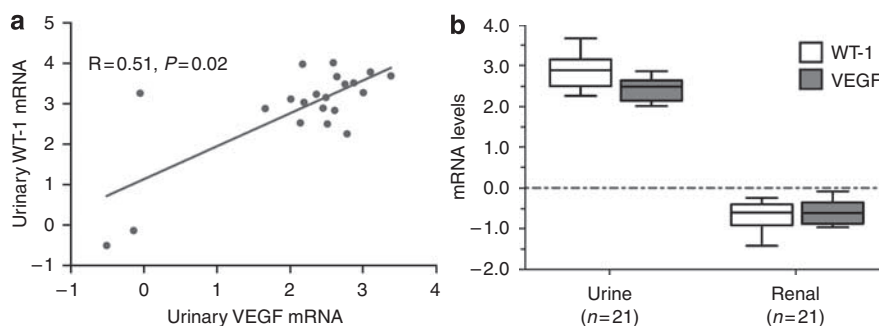 a
5
4
3
2
1
0
−1
Urinary WT-1 mRNA
R=0.51, P=0.02
−1 0 1 2 3 4
Urinary VEGF mRNA
b
4.0
3.0
2.0
1.0
0.0
−1.0
−2.0
mRNA levels
WT-1
VEGF
Urine Renal
(n=21) (n=21)